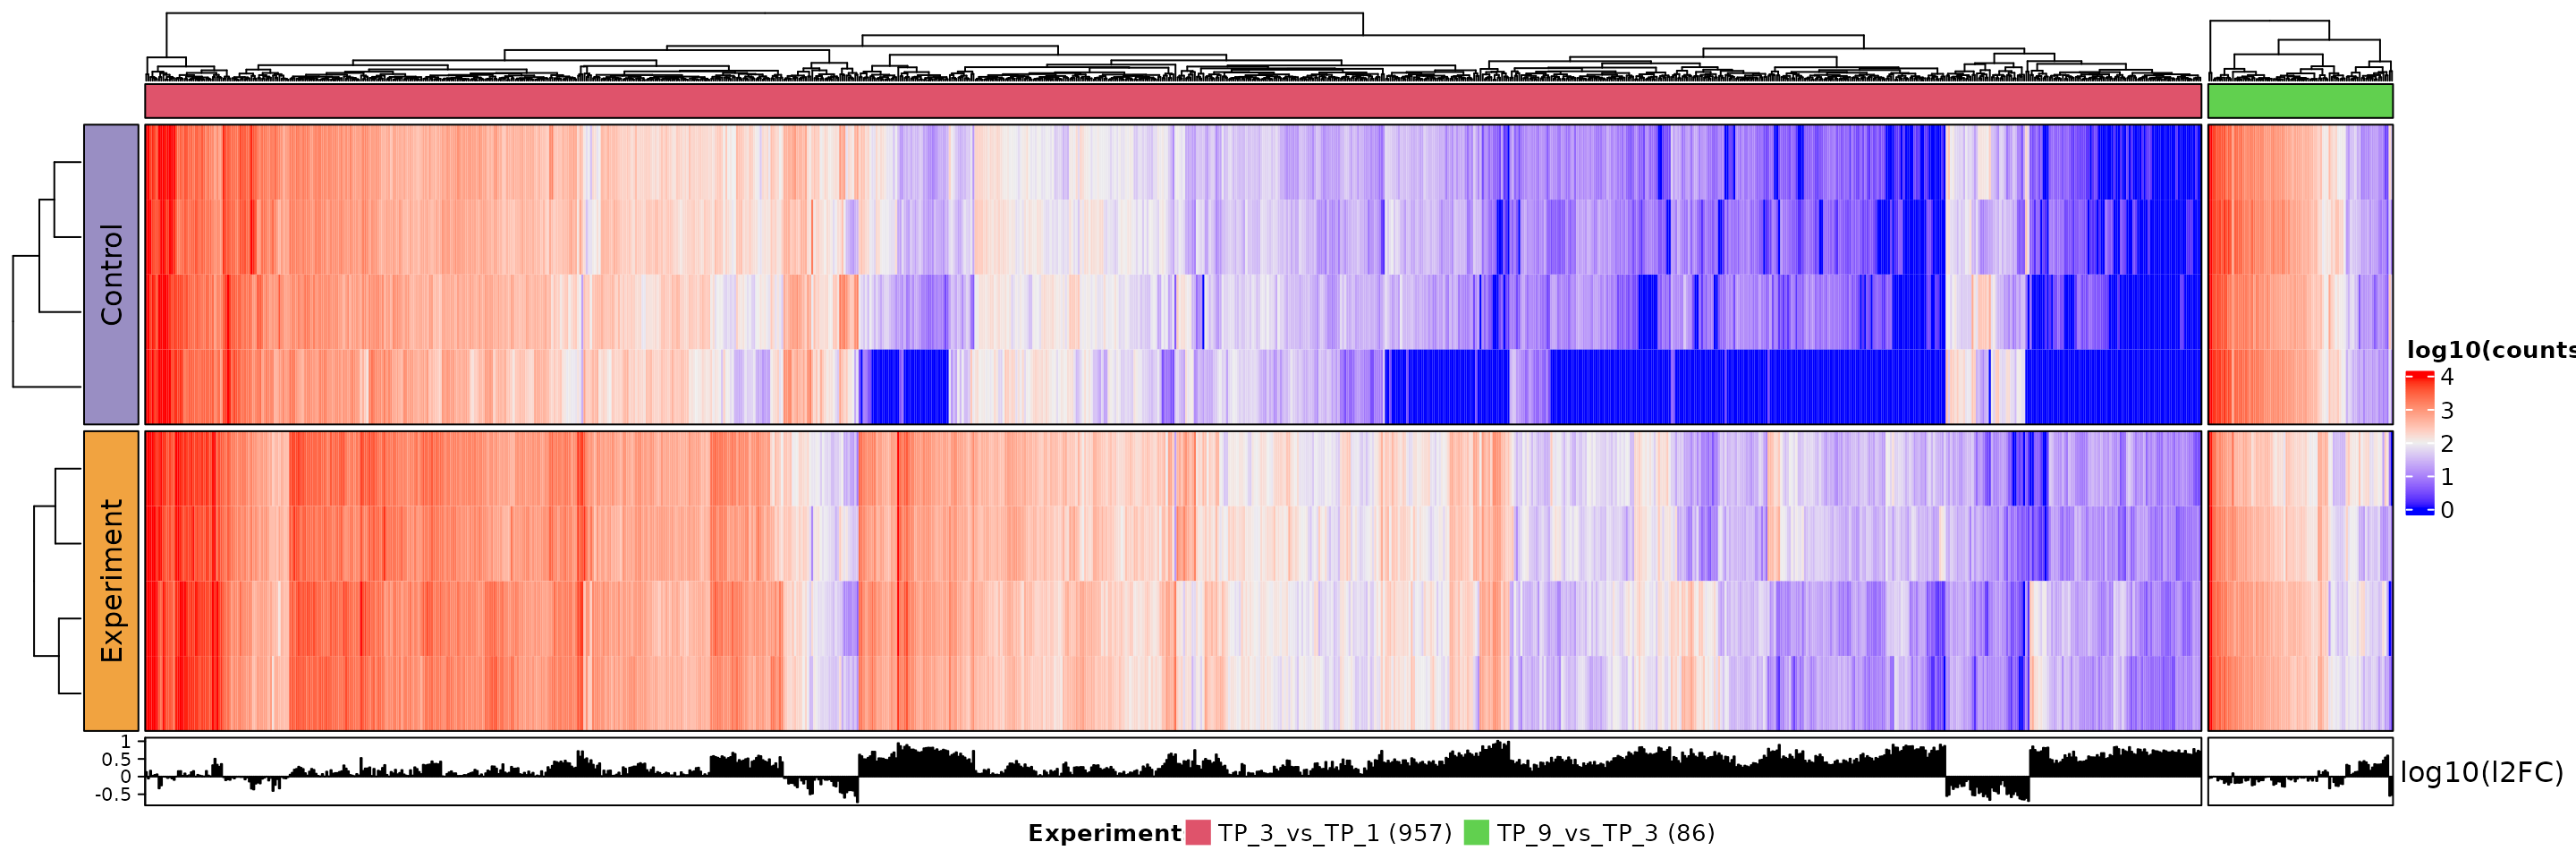 Control
Experiment
log10(counts
4
3
2
1
0
1
0.5
0
-0.5
log10(l2FC)
Experiment TP_3_vs_TP_1 (957) TP_9_vs_TP_3 (86)